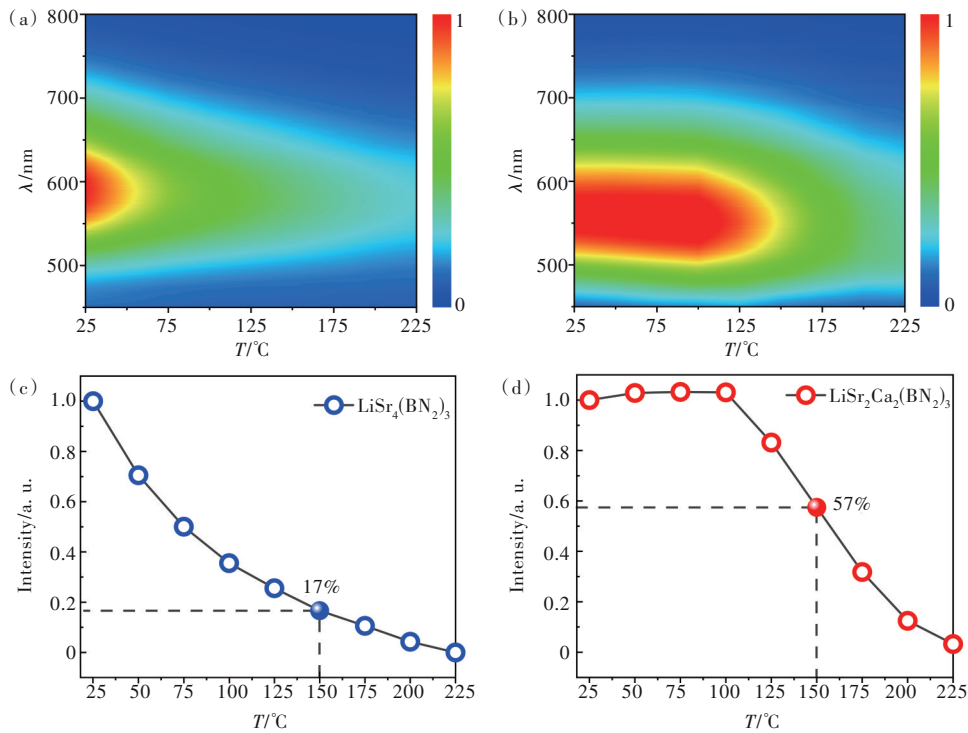 (a)
800
700
600
500
λ/nm
25
75
125
175
225
T/℃
1
0
(b)
800
700
600
500
λ/nm
25
75
125
175
225
T/℃
1
0
(c)
1.0
0.8
0.6
0.4
0.2
0
Intensity/a. u.
LiSr₄(BN₂)₃
17%
25 50 75 100 125 150 175 200 225
T/℃
(d)
1.0
0.8
0.6
0.4
0.2
0
Intensity/a. u.
LiSr₂Ca₂(BN₂)₃
57%
25 50 75 100 125 150 175 200 225
T/℃